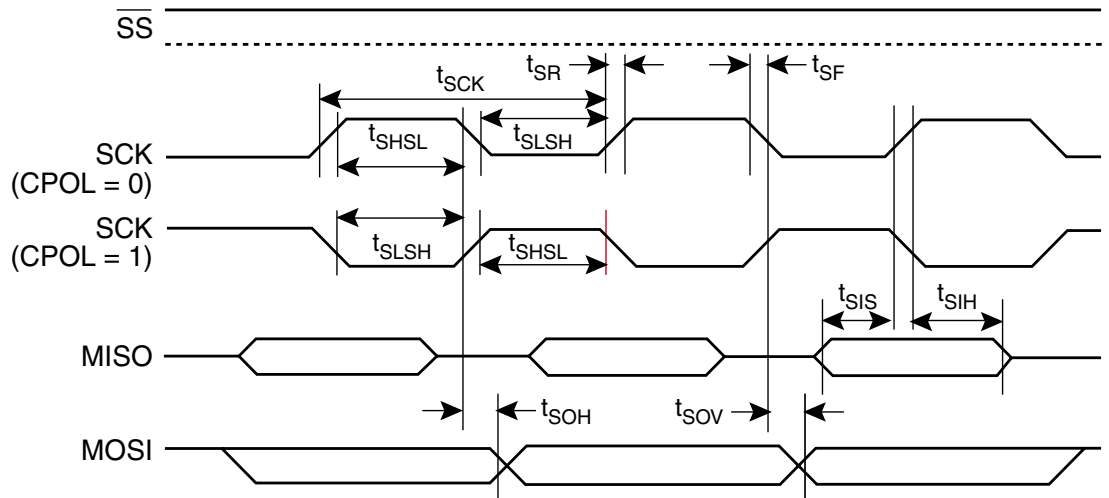 SS
tSCK
tSR
tSF
SCK
(CPOL = 0)
tSHSL
tSLSH
SCK
(CPOL = 1)
tSLSH
tSHSL
tSIS
tSIH
MISO
tSOH
tSOV
MOSI